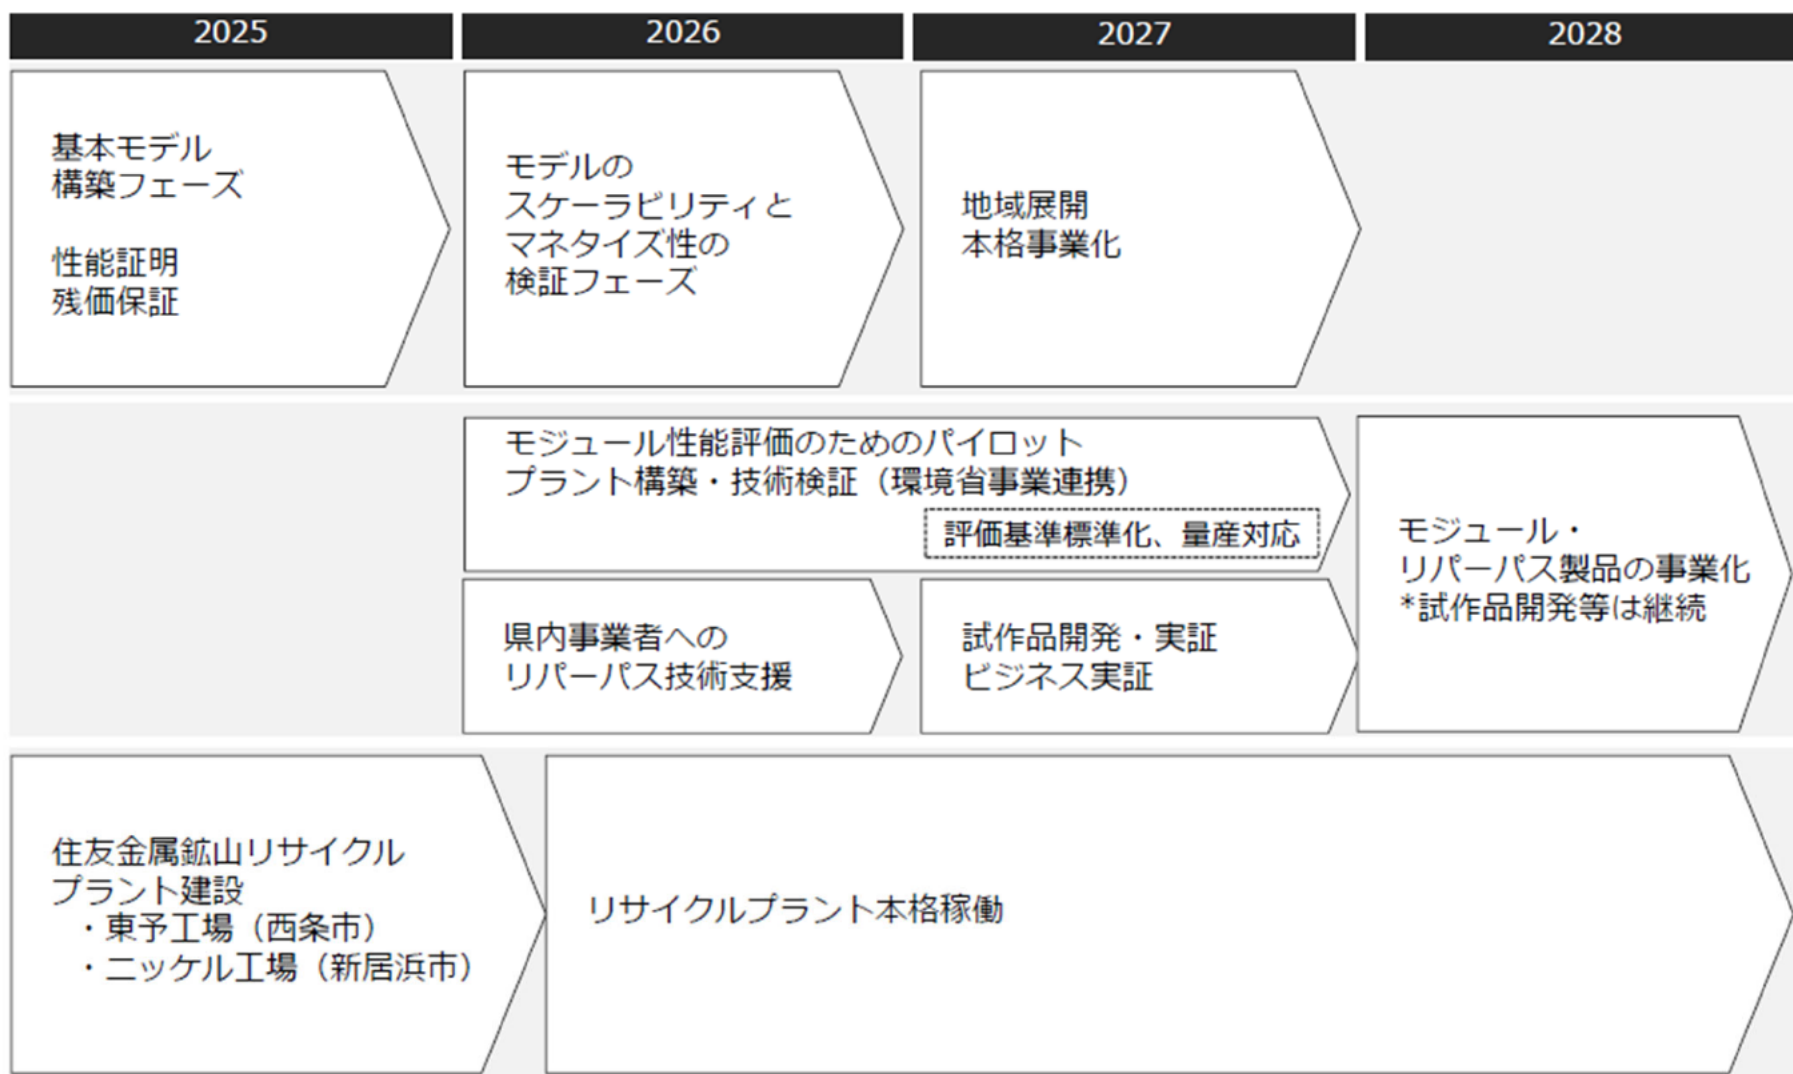 2025
2026
2027
2028
基本モデル
構築フェーズ
性能証明
残価保証
モデルの
スケーラビリティと
マネタイズ性の
検証フェーズ
地域展開
本格事業化
モジュール性能評価のためのパイロット
プラント構築・技術検証（環境省事業連携）
評価基準標準化、量産対応
県内事業者への
リパーパス技術支援
試作品開発・実証
ビジネス実証
モジュール・
リパーパス製品の事業化
*試作品開発等は継続
住友金属鉱山リサイクル
プラント建設
・東予工場（西条市）
・ニッケル工場（新居浜市）
リサイクルプラント本格稼働